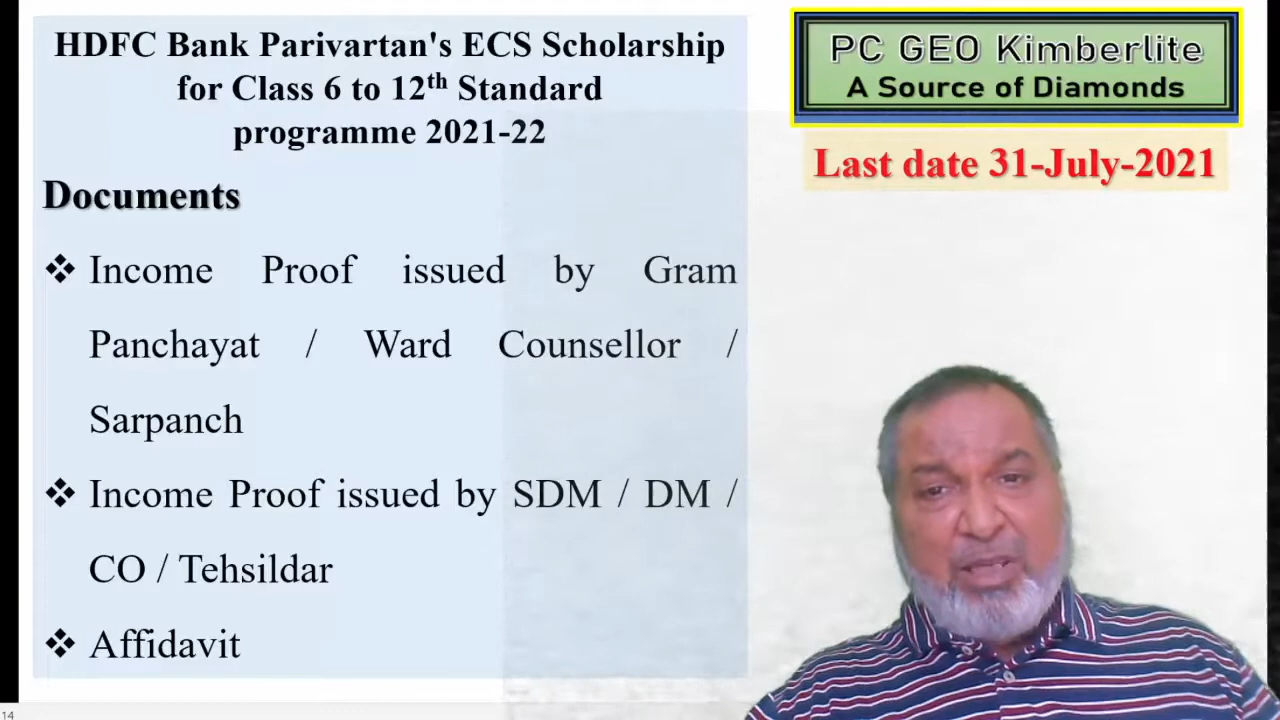 HDFC Bank Parivartan's ECS Scholarship
for Class 6 to 12th Standard
programme 2021-22
Documents
❖ Income Proof issued by Gram
Panchayat / Ward Counsellor /
Sarpanch
❖ Income Proof issued by SDM / DM /
CO / Tehsildar
❖ Affidavit
PC GEO Kimberlite
A Source of Diamonds
Last date 31-July-2021
14